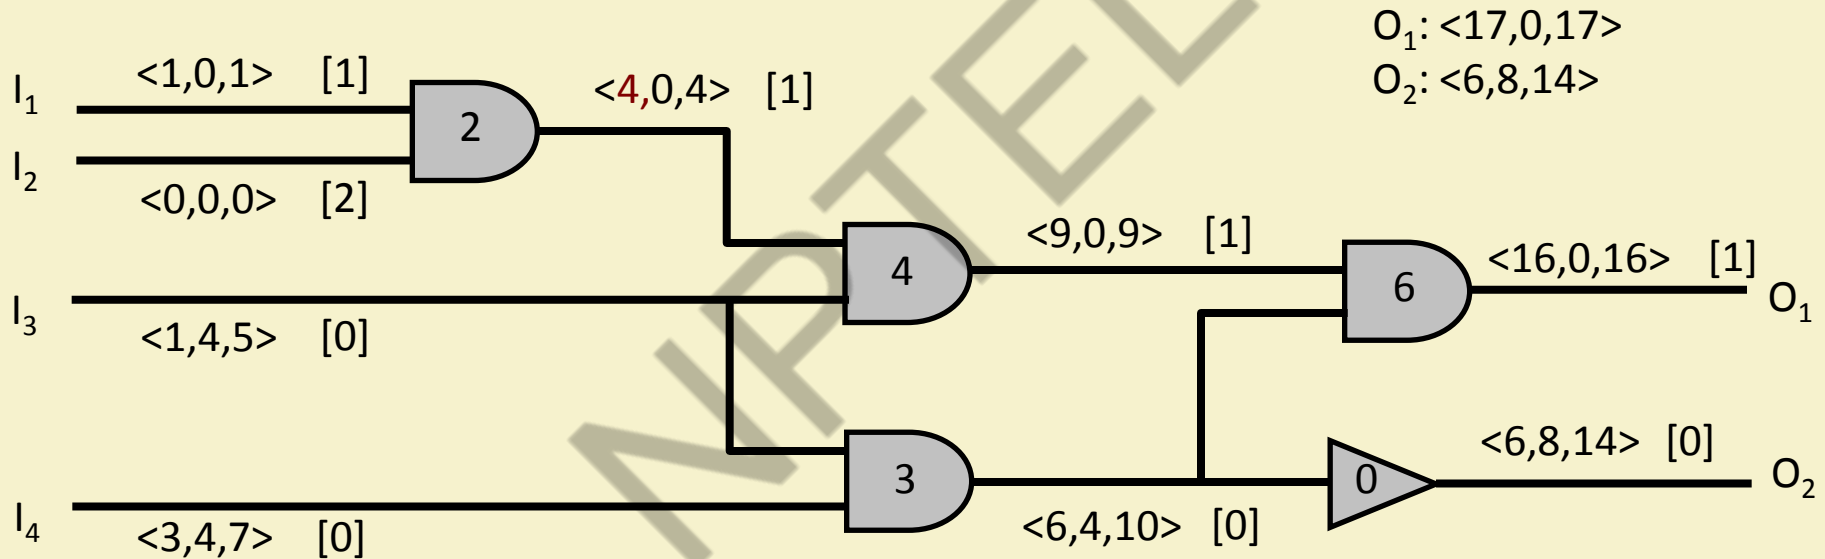 O1: <17,0,17>
O2: <6,8,14>
I1 <1,0,1> [1]
2
<4,0,4> [1]
I2
<0,0,0> [2]
4
<9,0,9> [1]
6
<16,0,16> [1]
O1
I3
<1,4,5> [0]
3
<6,4,10> [0]
0
<6,8,14> [0]
O2
I4
<3,4,7> [0]
NPTEL